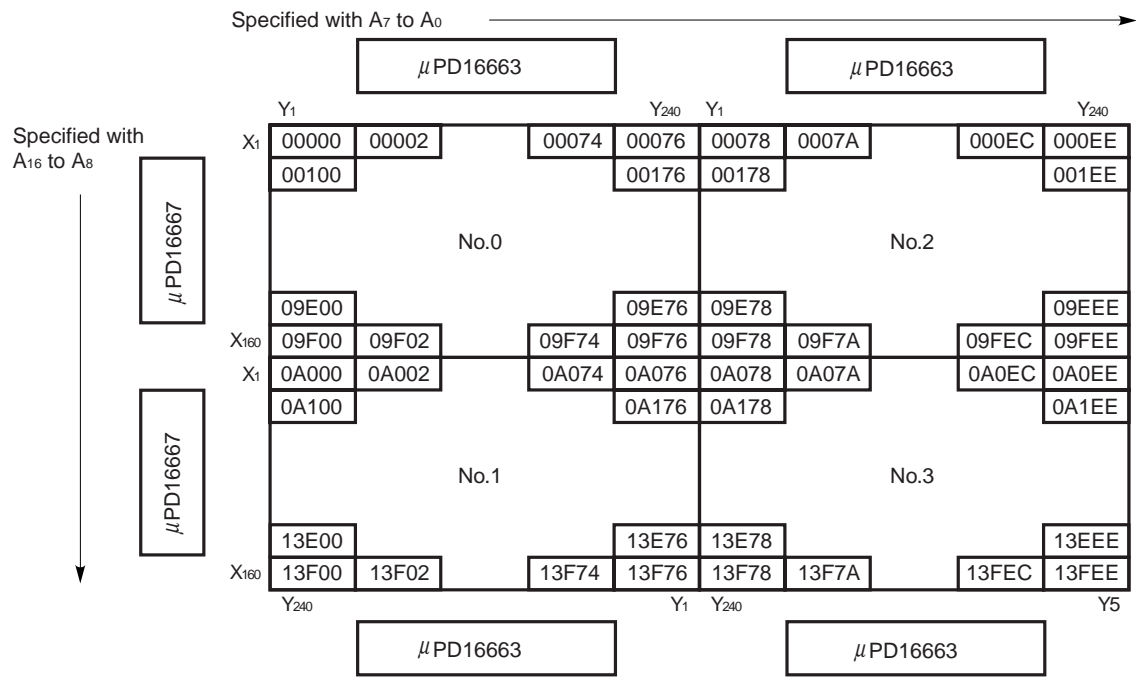 Specified with A7 to A0
μPD16663 μPD16663
Y1 Y240 Y1 Y240
Specified with
A16 to A8
X1 00000 00002 00074 00076 00078 0007A 000EC 000EE
00100 00176 00178 001EE
μPD16667
No.0 No.2
09E00 09E76 09E78 09EEE
X160 09F00 09F02 09F74 09F76 09F78 09F7A 09FEC 09FEE
X1 0A000 0A002 0A074 0A076 0A078 0A07A 0A0EC 0A0EE
0A100 0A176 0A178 0A1EE
μPD16667
No.1 No.3
13E00 13E76 13E78 13EEE
X160 13F00 13F02 13F74 13F76 13F78 13F7A 13FEC 13FEE
Y240 Y1 Y240 Y5
μPD16663 μPD16663